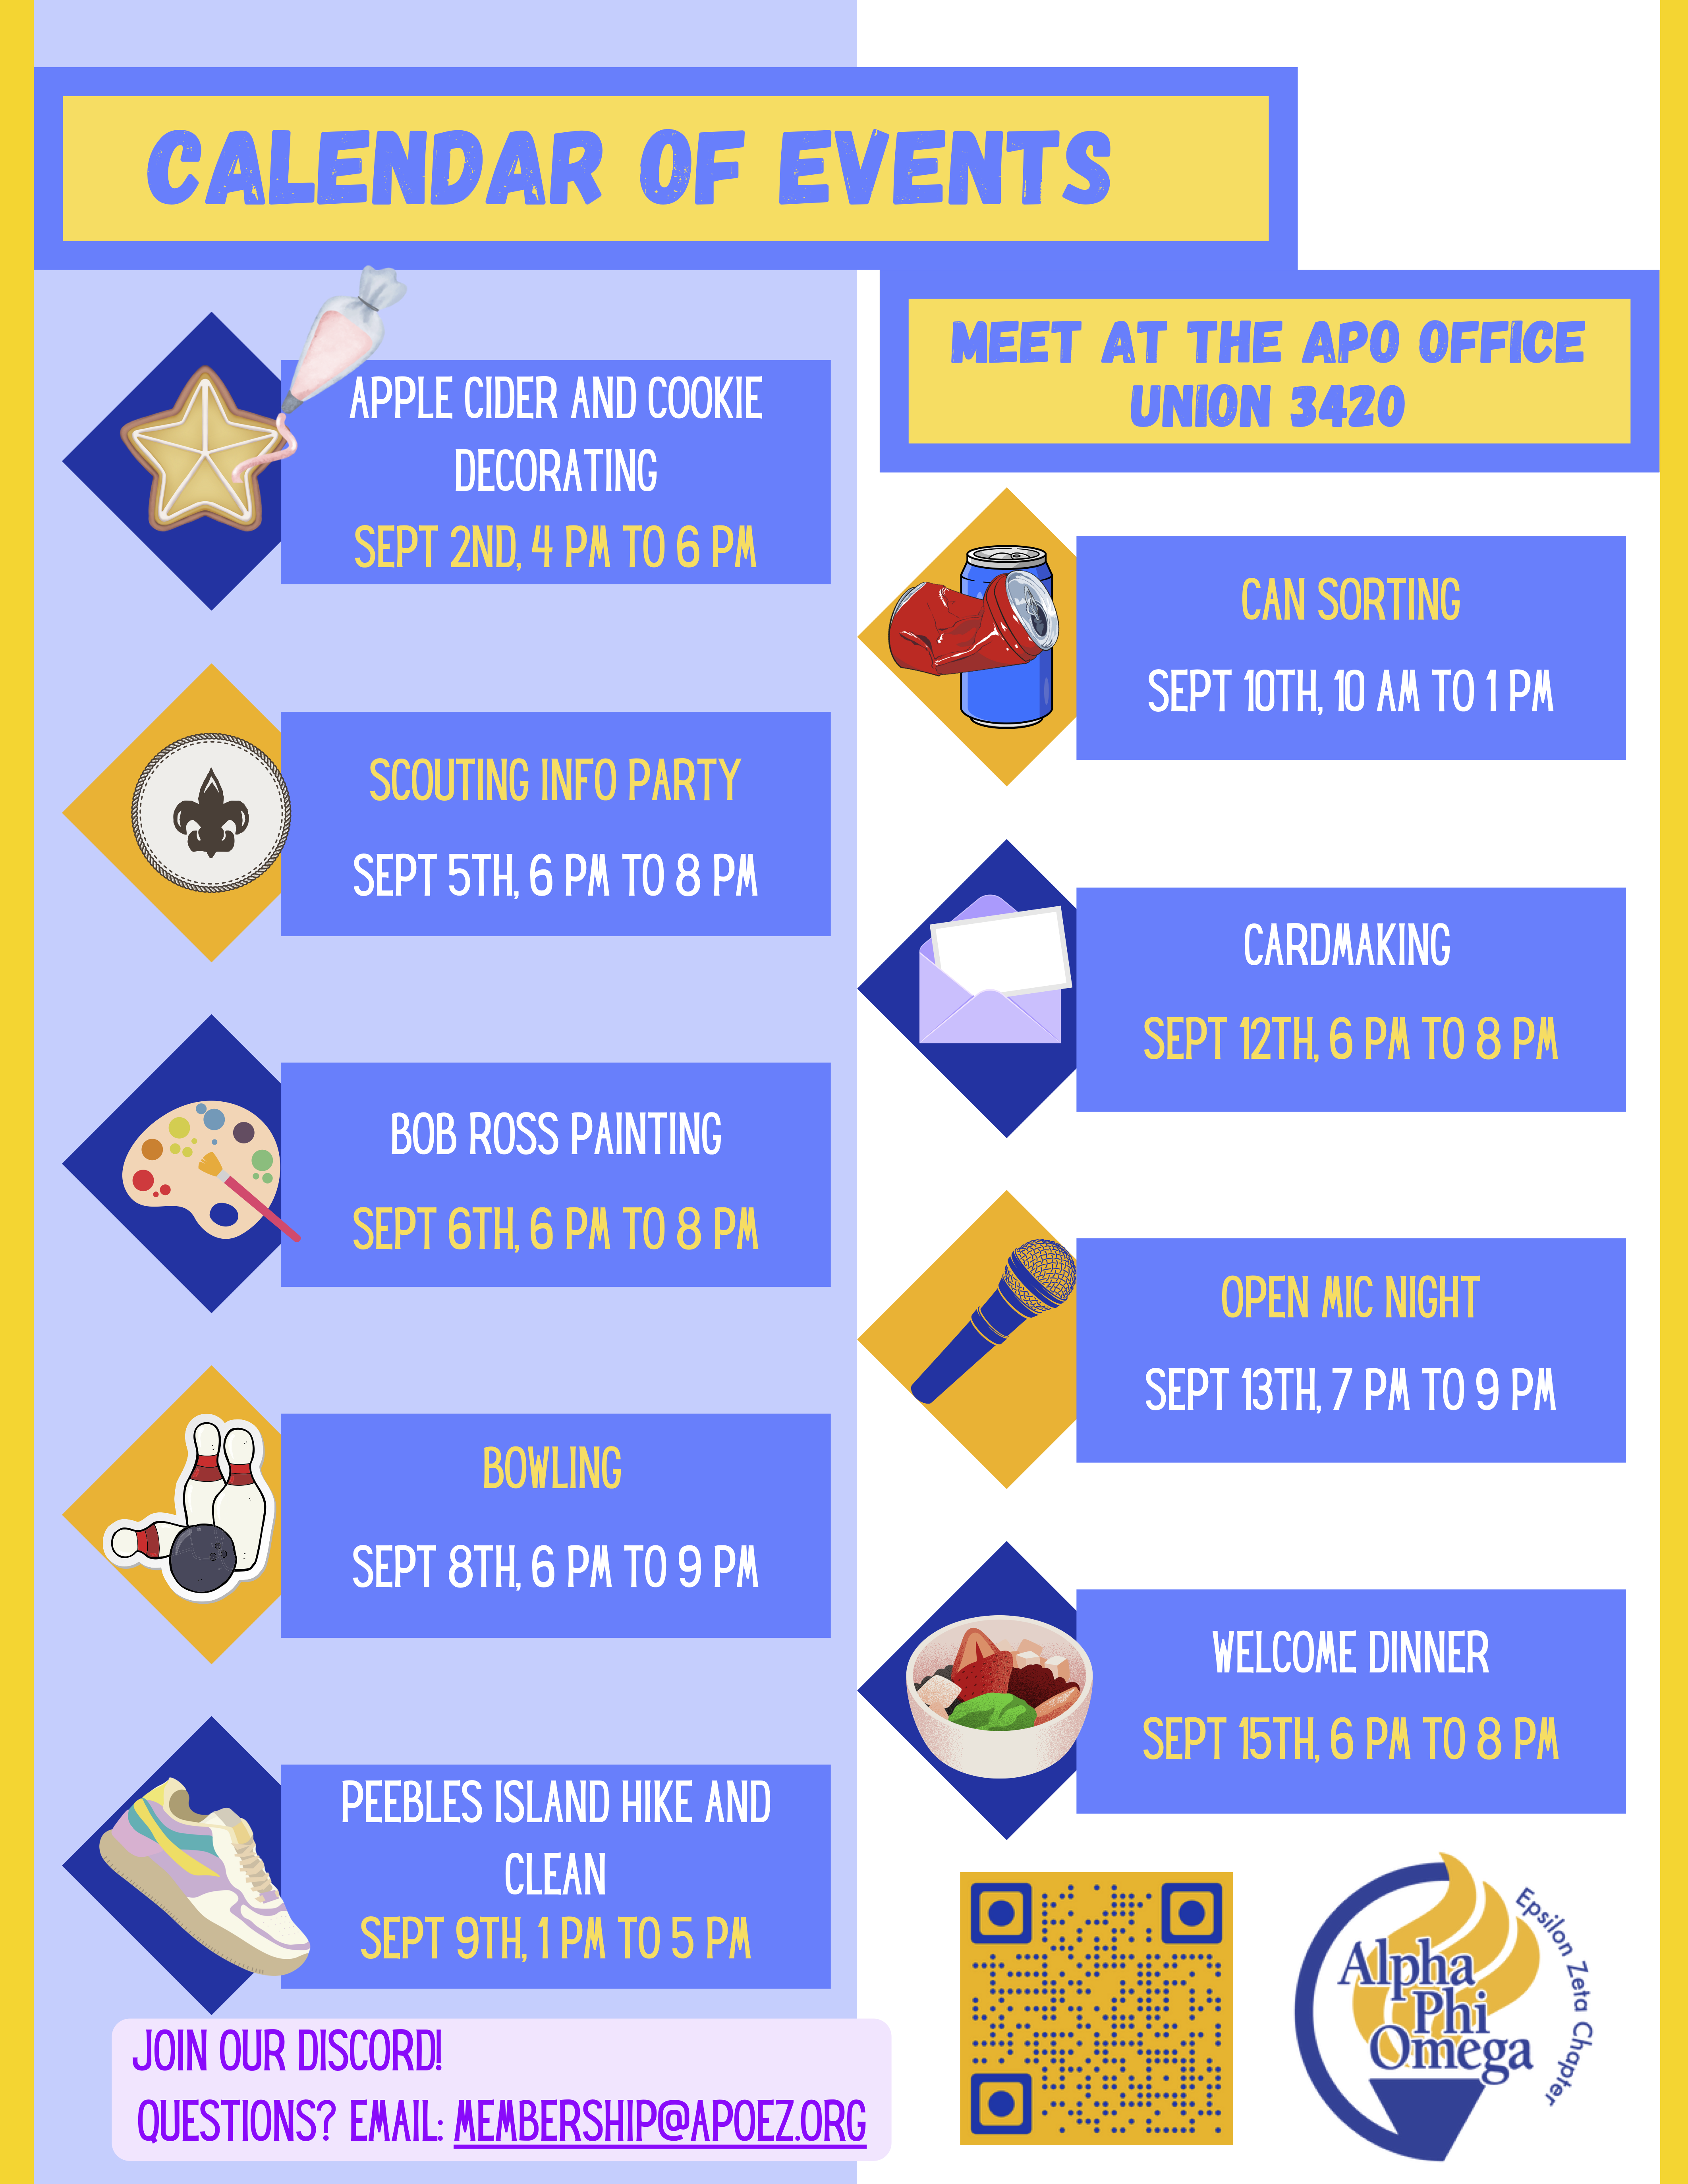 CALENDAR OF EVENTS
APPLE CIDER AND COOKIE
DECORATING
SEPT 2ND, 4 PM TO 6 PM
SCOUTING INFO PARTY
SEPT 5TH, 6 PM TO 8 PM
BOB ROSS PAINTING
SEPT 6TH, 6 PM TO 8 PM
BOWLING
SEPT 8TH, 6 PM TO 9 PM
PEEBLES ISLAND HIKE AND
CLEAN
SEPT 9TH, 1 PM TO 5 PM
MEET AT THE APO OFFICE
UNION 3420
CAN SORTING
SEPT 10TH, 10 AM TO 1 PM
CARDMAKING
SEPT 12TH, 6 PM TO 8 PM
OPEN MIC NIGHT
SEPT 13TH, 7 PM TO 9 PM
WELCOME DINNER
SEPT 15TH, 6 PM TO 8 PM
JOIN OUR DISCORD!
QUESTIONS? EMAIL: MEMBERSHIP@APOEZ.ORG
Alpha
Phi
Omega
Epsilon Zeta Chapter